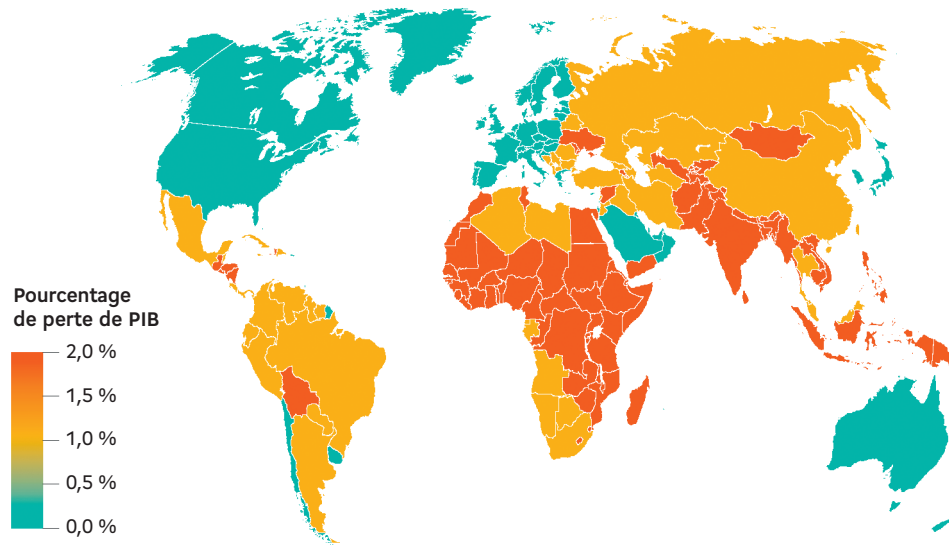 Pourcentage
de perte de PIB
2,0 %
1,5 %
1,0 %
0,5 %
0,0 %